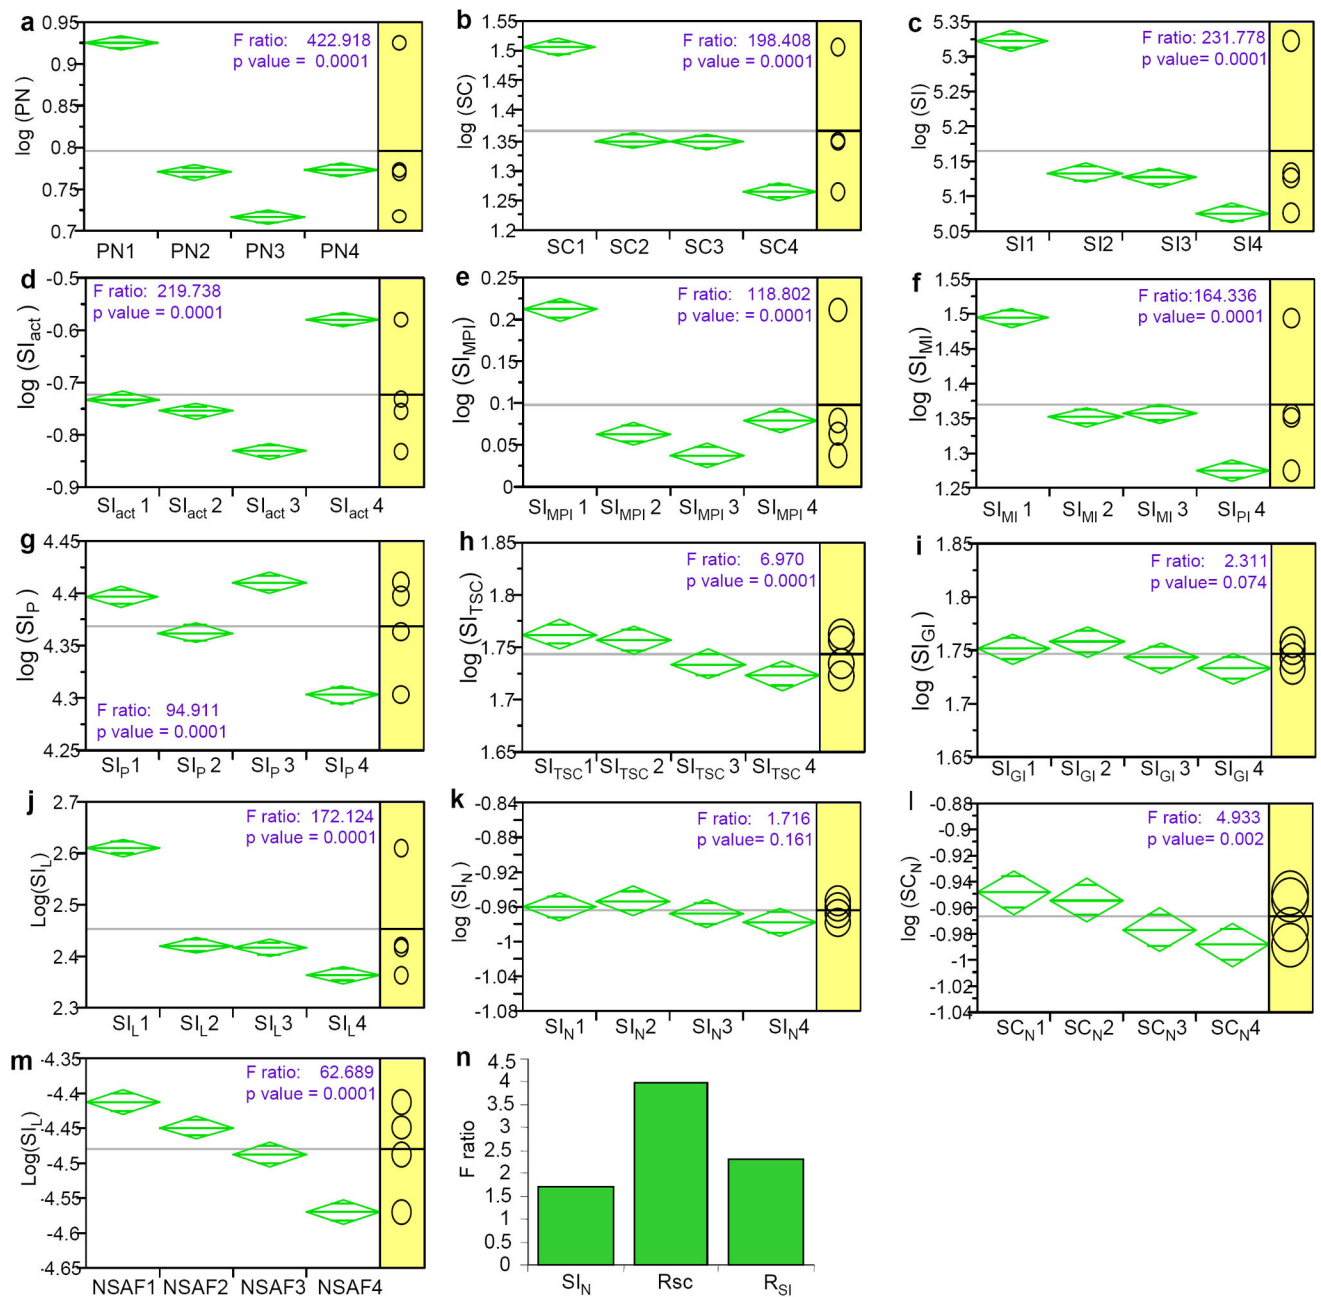 a
0.95
0.9
0.85
0.8
0.75
0.7
log (PN)
F ratio: 422.918
p value = 0.0001
PN1 PN2 PN3 PN4
b
1.55
1.5
1.45
1.4
1.35
1.3
1.25
1.2
log (SC)
F ratio: 198.408
p value = 0.0001
SC1 SC2 SC3 SC4
c
5.35
5.3
5.25
5.2
5.15
5.1
5.05
log (SI)
F ratio: 231.778
p value= 0.0001
SI1 SI2 SI3 SI4
d
-0.5
-0.6
-0.7
-0.8
-0.9
log (SIact)
F ratio: 219.738
p value = 0.0001
SIact 1 SIact 2 SIact 3 SIact 4
e
0.25
0.2
0.15
0.1
0.05
0
log (SIMPI)
F ratio: 118.802
p value: = 0.0001
SIMPI 1 SIMPI 2 SIMPI 3 SIMPI 4
f
1.55
1.5
1.45
1.4
1.35
1.3
1.25
log (SIMI)
F ratio:164.336
p value= 0.0001
SIMI 1 SIMI 2 SIMI 3 SIPI 4
g
4.45
4.4
4.35
4.3
4.25
log (SIP)
F ratio: 94.911
p value = 0.0001
SIP1 SIP2 SIP3 SIP4
h
1.85
1.8
1.75
1.7
1.65
log (SITSC)
F ratio: 6.970
p value = 0.0001
SITSC1 SITSC 2 SITSC 3 SITSC 4
i
1.85
1.8
1.75
1.7
1.65
log (SIGI)
F ratio: 2.311
p value= 0.074
SIGI1 SIGI 2 SIGI 3 SIGI 4
j
2.7
2.6
2.5
2.4
2.3
Log(SIL)
F ratio: 172.124
p value = 0.0001
SIL1 SIL2 SIL3 SIL4
k
-0.84
-0.88
-0.92
-0.96
-1
-1.04
-1.08
log (SIN)
F ratio: 1.716
p value= 0.161
SIN1 SIN2 SIN3 SIN4
l
-0.88
-0.9
-0.92
-0.94
-0.96
-0.98
-1
-1.02
-1.04
log (SCN)
F ratio: 4.933
p value= 0.002
SCN1 SCN2 SCN3 SCN4
m
-4.35
-4.4
-4.45
-4.5
-4.55
-4.6
-4.65
Log(SIL)
F ratio: 62.689
p value = 0.0001
NSAF1 NSAF2 NSAF3 NSAF4
n
4.5
4
3.5
3
2.5
2
1.5
1
0.5
0
F ratio
SIN Rsc RSI